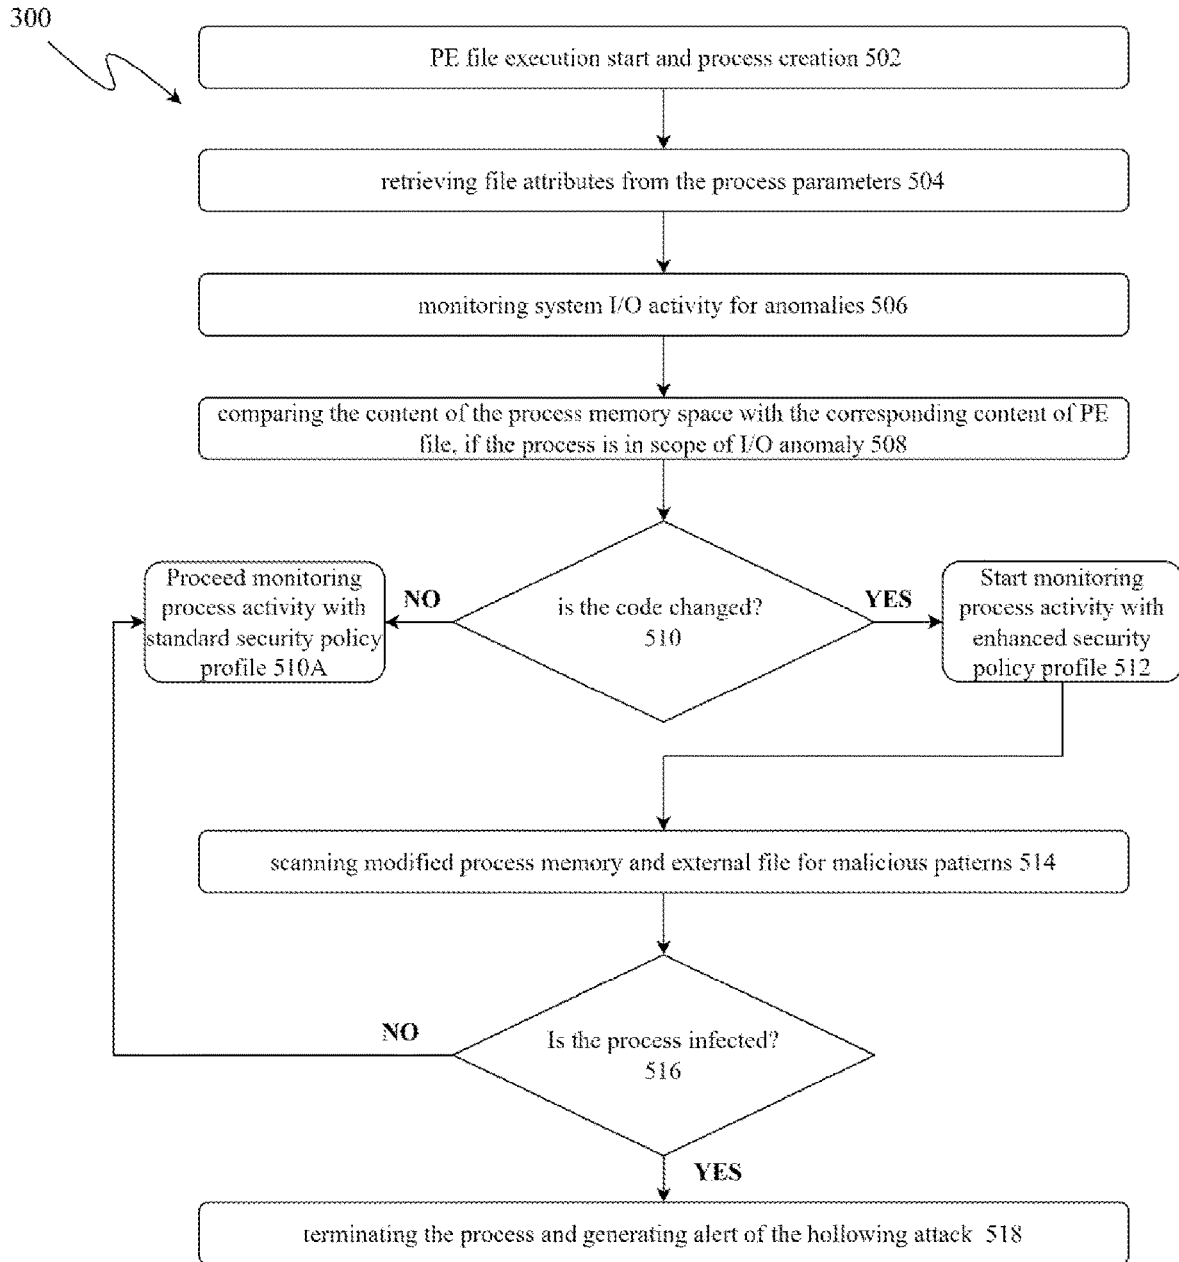 300
PE file execution start and process creation 502
retrieving file attributes from the process parameters 504
monitoring system I/O activity for anomalies 506
comparing the content of the process memory space with the corresponding content of PE
file, if the process is in scope of I/O anomaly 508
Proceed monitoring
process activity with
standard security policy
profile 510A
NO
is the code changed?
510
YES
Start monitoring
process activity with
enhanced security
policy profile 512
scanning modified process memory and external file for malicious patterns 514
NO
Is the process infected?
516
YES
terminating the process and generating alert of the hollowing attack 518